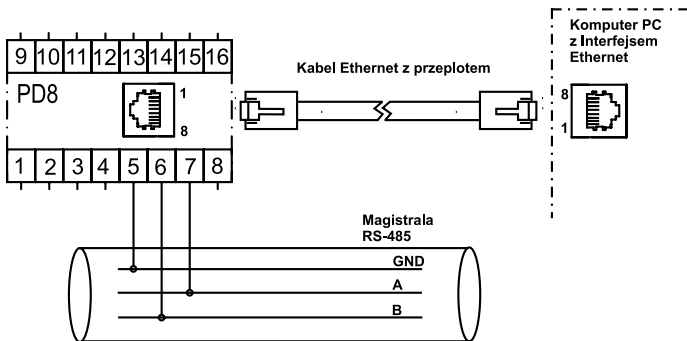 9 10 11 12 13 14 15 16
PD8
1
8
1 2 3 4 5 6 7 8
Kabel Ethernet z przeplotem
Komputer PC
z Interfejsem
Ethernet
8
1
Magistrala
RS-485
GND
A
B